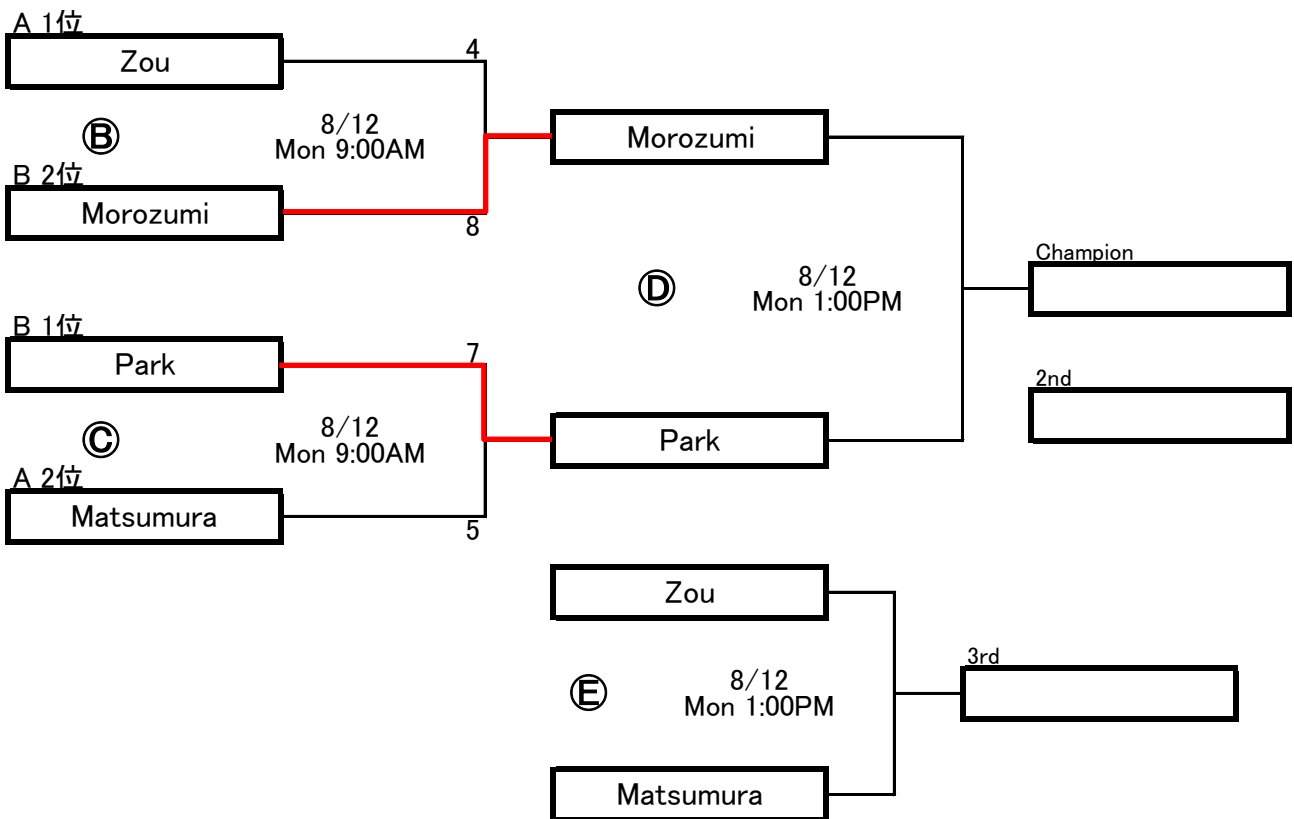 A 1位
Zou
4
Ⓑ
8/12
Mon 9:00AM
Morozumi
B 2位
Morozumi
8
Champion
Ⓓ
8/12
Mon 1:00PM
B 1位
Park
7
2nd
Ⓒ
8/12
Mon 9:00AM
Park
A 2位
Matsumura
5
Zou
3rd
Ⓔ
8/12
Mon 1:00PM
Matsumura